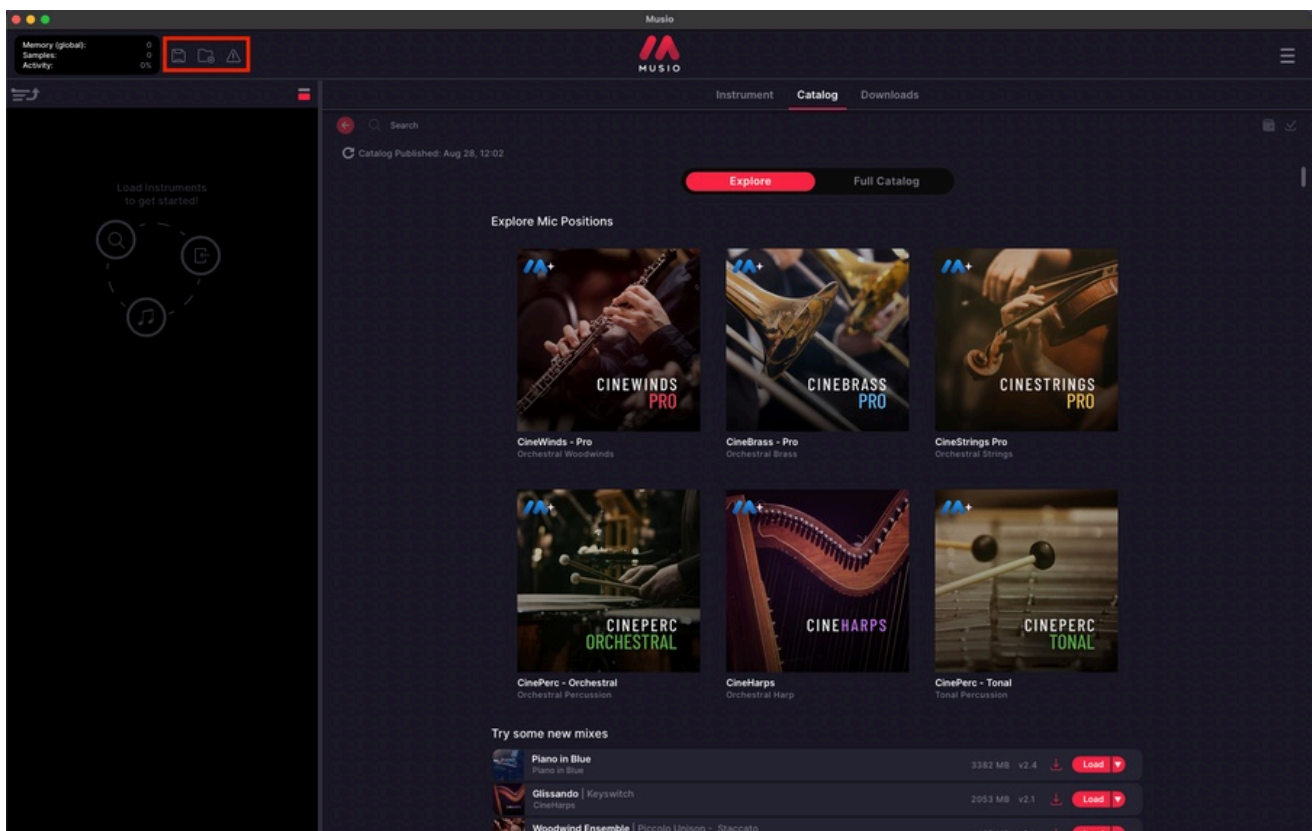 Musio
Memory (global): 0
Samples: 0
Activity: 0%
MUSIO
Instrument Catalog Downloads
Search
Catalog Published: Aug 28, 12:02
Load Instruments
to get started!
Explore Full Catalog
Explore Mic Positions
CINEWINDS
PRO
CINEBRASS
PRO
CINESTRINGS
PRO
CineWinds - Pro
Orchestral Woodwinds
CineBrass - Pro
Orchestral Brass
CineStrings Pro
Orchestral Strings
CINEPERC
ORCHESTRAL
CINEHARPS
CINEPERC
TONAL
CinePerc - Orchestral
Orchestral Percussion
CineHarps
Orchestral Harp
CinePerc - Tonal
Tonal Percussion
Try some new mixes
Piano in Blue
Piano in Blue
3382 MB v2.4 Load
Glissando | Keyswitch
CineHarps
2053 MB v2.1 Load
Woodwind Ensemble | Piccolo Unison - Staccato